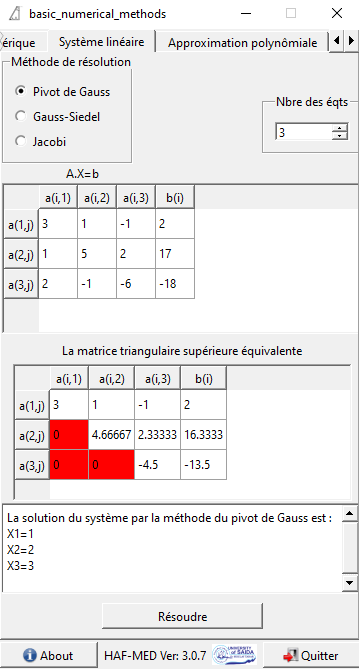 basic_numerical_methods
érique Système linéaire Approximation polynômiale
Méthode de résolution
Pivot de Gauss
Gauss-Siedel
Jacobi
Nbre des éqts
3
A.X=b
a(i,1) a(i,2) a(i,3) b(i)
a(1,j) 3 1 -1 2
a(2,j) 1 5 2 17
a(3,j) 2 -1 -6 -18
La matrice triangulaire supérieure équivalente
a(i,1) a(i,2) a(i,3) b(i)
a(1,j) 3 1 -1 2
a(2,j) 0 4.66667 2.33333 16.3333
a(3,j) 0 0 -4.5 -13.5
La solution du système par la méthode du pivot de Gauss est :
X1=1
X2=2
X3=3
Résoudre
About HAF-MED Ver: 3.0.7 UNIVERSITY of SAIDA Quitter